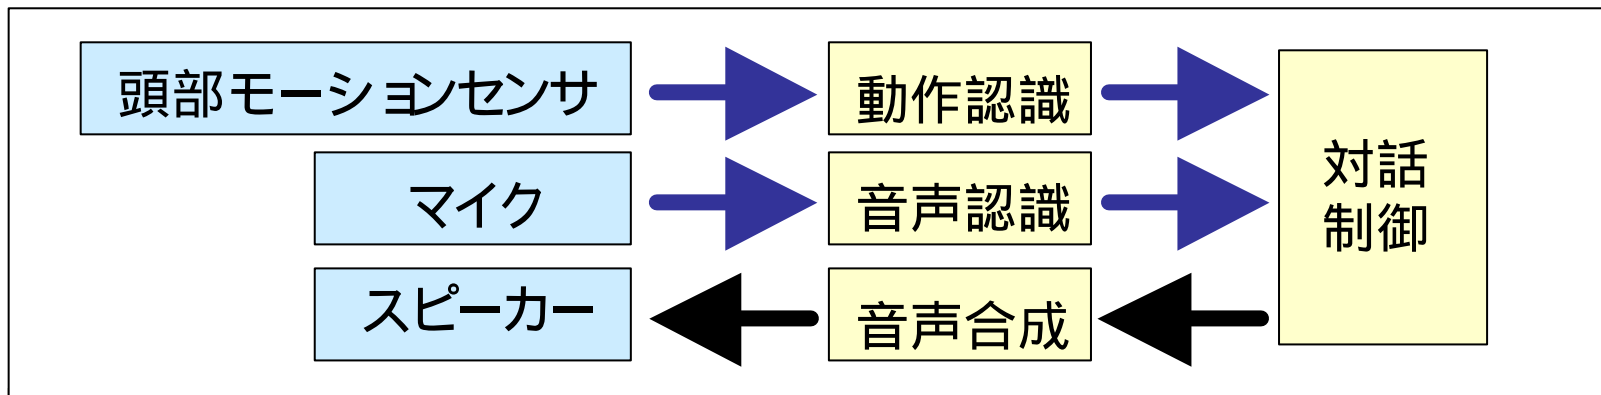 頭部モーションセンサ
動作認識
マイク
音声認識
対話
制御
スピーカー
音声合成